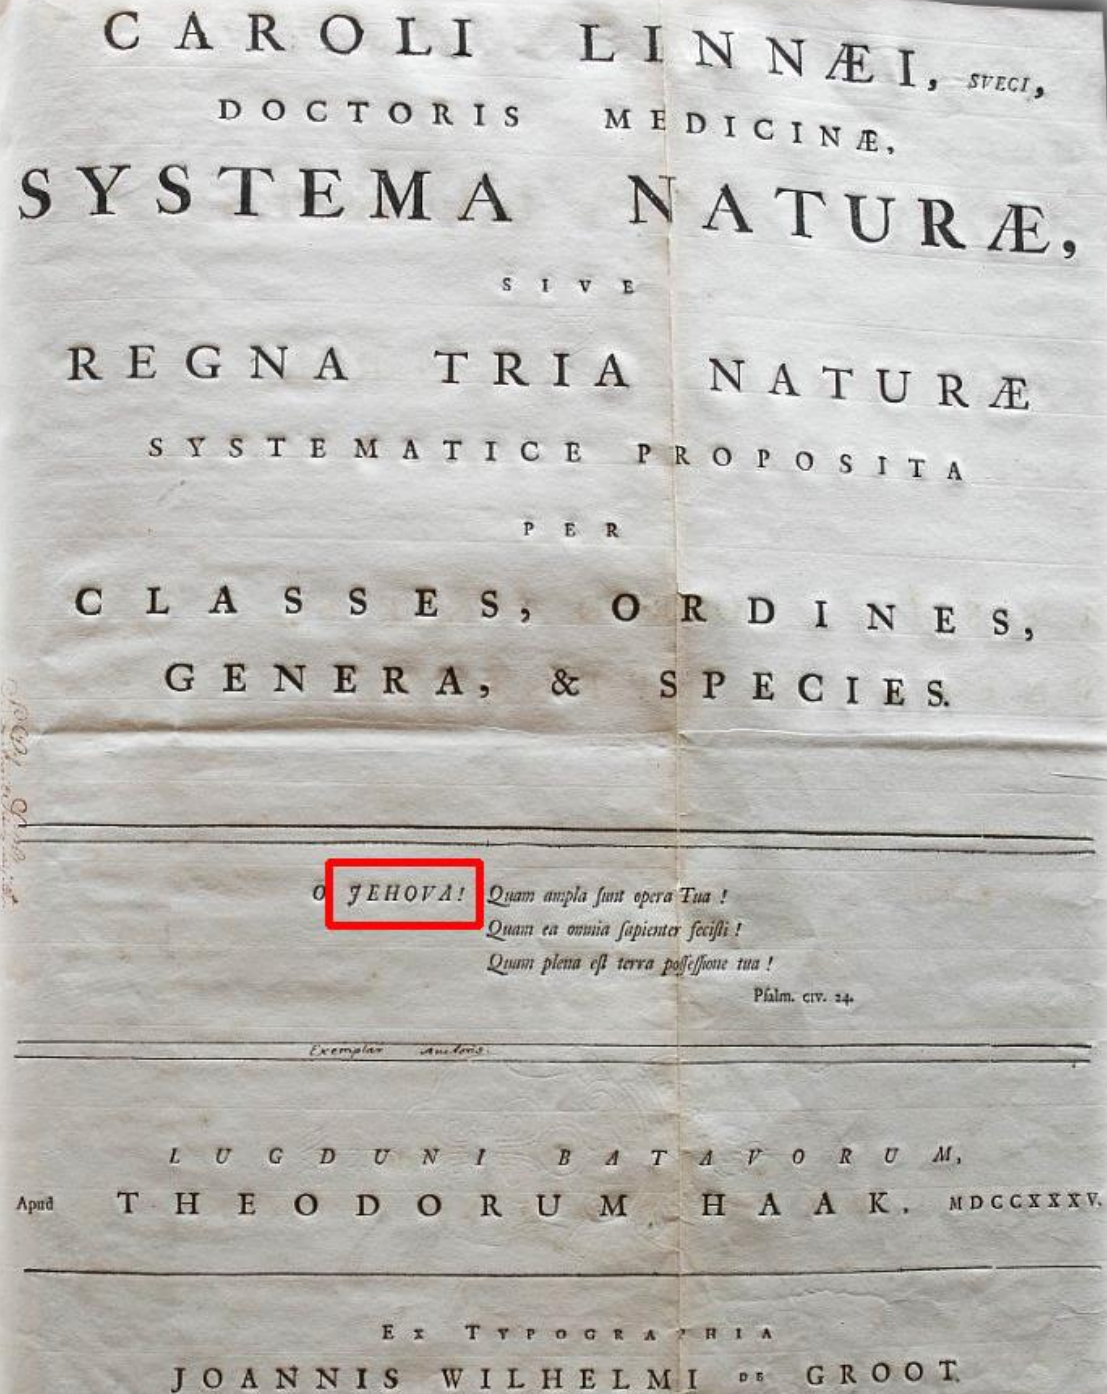 CAROLI LINNÆI, SVECI,
DOCTORIS MEDICINÆ,
SYSTEMA NATURÆ,
SIVE
REGNA TRIA NATURÆ
SYSTEMATICE PROPOSITA
PER
CLASSES, ORDINES,
GENERA, & SPECIES.
O JEHOVA! Quam ampla ſunt opera Tua !
Quam ea omnia ſapienter feciſti !
Quam plena eſt terra poſſeſſione tua !
Pſalm. CIV. 24.
Exemplar Auctoris.
LUGDUNI BATAVORUM,
Apud THEODORUM HAAK, MDCCXXXV.
EX TYPOGRAPHIA
JOANNIS WILHELMI DE GROOT.